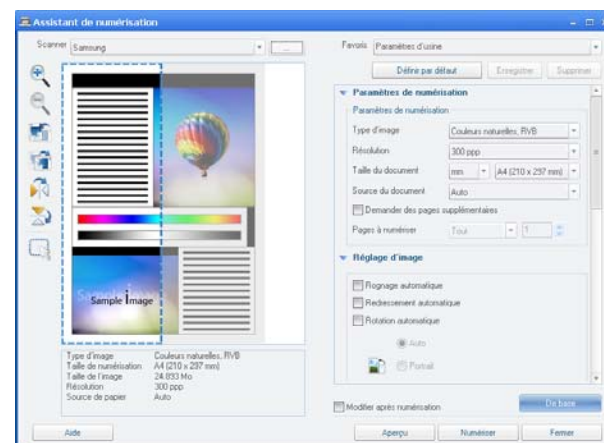 Assistant de numérisation
Scanner Samsung ...
Favoris Paramètres d'usine
Définir par défaut Enregistrer Supprimer
Paramètres de numérisation
Paramètres de numérisation
Type d'image Couleurs naturelles, RVB
Résolution 300 ppp
Taille du document mm A4 (210 x 297 mm)
Source du document Auto
Demander des pages supplémentaires
Pages à numériser Tout 1
Réglage d'image
Rognage automatique
Redressement automatique
Rotation automatique
Auto
Portrait
Sample Image
Type d'image Couleurs naturelles, RVB
Taille de numérisation A4 (210 x 297 mm)
Taille de l'image 24.893 Mo
Résolution 300 ppp
Source de papier Auto
Modifier après numérisation De base
Aide Aperçu Numériser Fermer